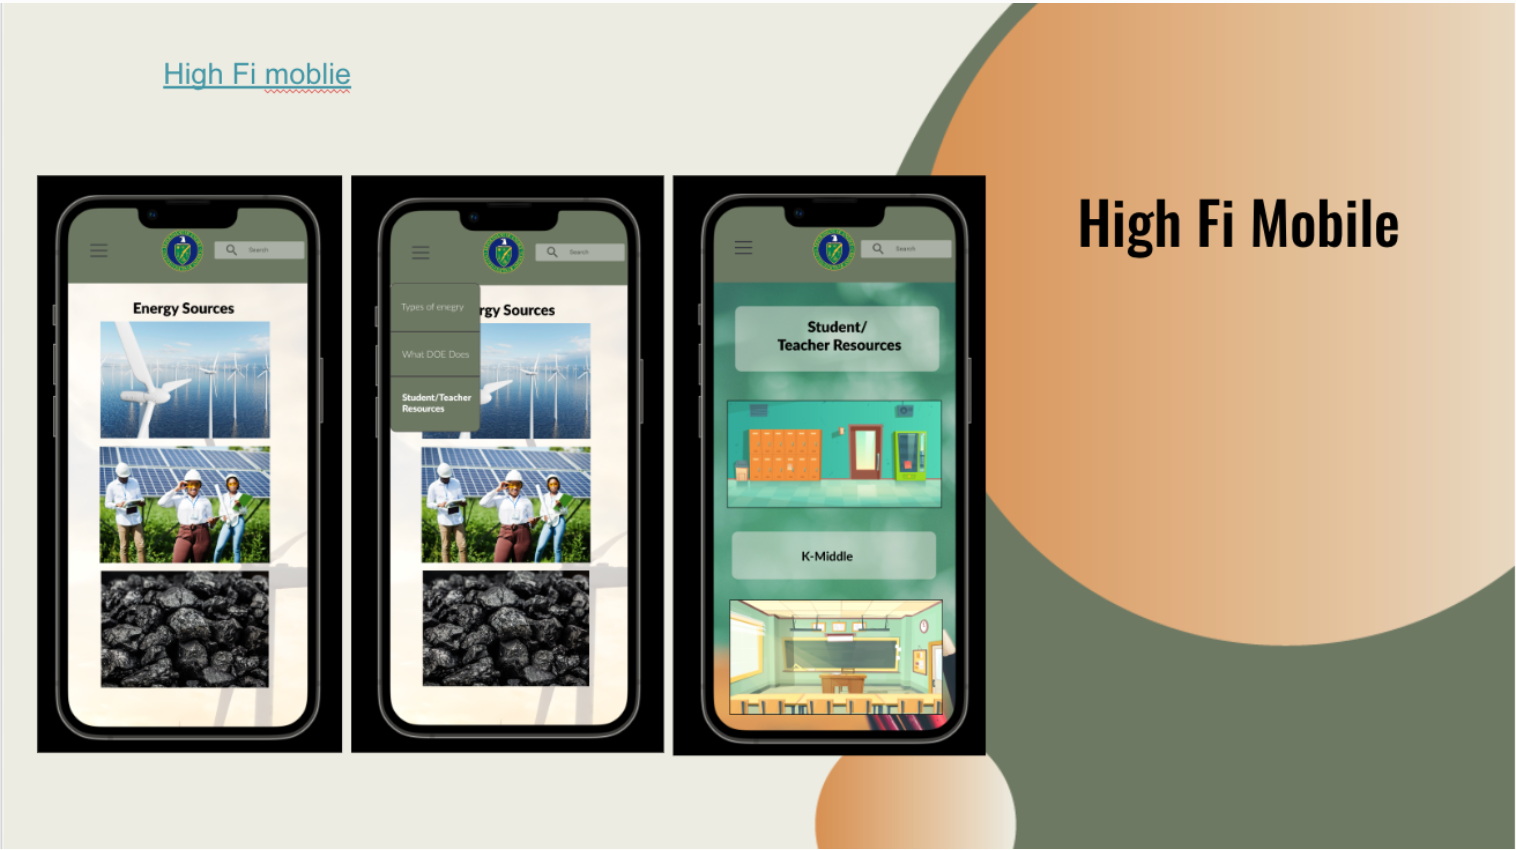 High Fi moblie
High Fi Mobile
Search
Energy Sources
Search
Types of enegry
rgy Sources
What DOE Does
Student/Teacher
Resources
Search
Student/
Teacher Resources
K-Middle